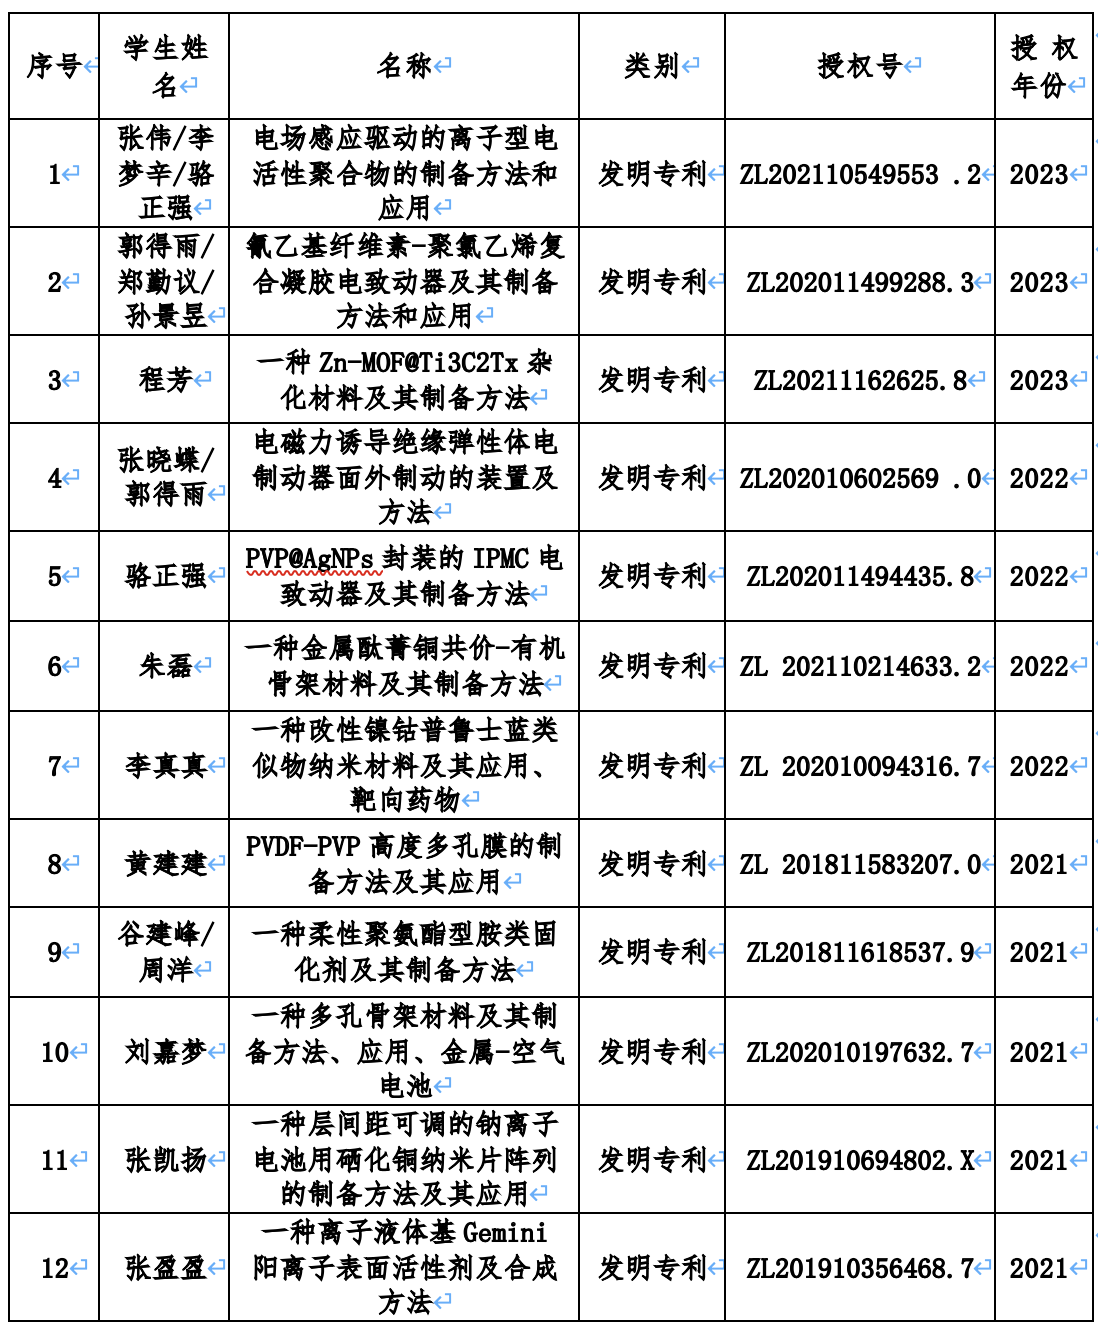 序号
学生姓
名
名称
类别
授权号
授 权
年份
1
张伟/李
梦辛/骆
正强
电场感应驱动的离子型电
活性聚合物的制备方法和
应用
发明专利
ZL202110549553 .2
2023
2
郭得雨/
郑勤议/
孙景昱
氰乙基纤维素-聚氯乙烯复
合凝胶电致动器及其制备
方法和应用
发明专利
ZL202011499288.3
2023
3
程芳
一种 Zn-MOF@Ti3C2Tx 杂
化材料及其制备方法
发明专利
ZL20211162625.8
2023
4
张晓蝶/
郭得雨
电磁力诱导绝缘弹性体电
制动器面外制动的装置及
方法
发明专利
ZL202010602569 .0
2022
5
骆正强
PVP@AgNPs 封装的 IPMC 电
致动器及其制备方法
发明专利
ZL202011494435.8
2022
6
朱磊
一种金属酞菁铜共价-有机
骨架材料及其制备方法
发明专利
ZL 202110214633.2
2022
7
李真真
一种改性镍钴普鲁士蓝类
似物纳米材料及其应用、
靶向药物
发明专利
ZL 202010094316.7
2022
8
黄建建
PVDF-PVP 高度多孔膜的制
备方法及其应用
发明专利
ZL 201811583207.0
2021
9
谷建峰/
周洋
一种柔性聚氨酯型胺类固
化剂及其制备方法
发明专利
ZL201811618537.9
2021
10
刘嘉梦
一种多孔骨架材料及其制
备方法、应用、金属-空气
电池
发明专利
ZL202010197632.7
2021
11
张凯扬
一种层间距可调的钠离子
电池用硒化铜纳米片阵列
的制备方法及其应用
发明专利
ZL201910694802.X
2021
12
张盈盈
一种离子液体基 Gemini
阳离子表面活性剂及合成
方法
发明专利
ZL201910356468.7
2021